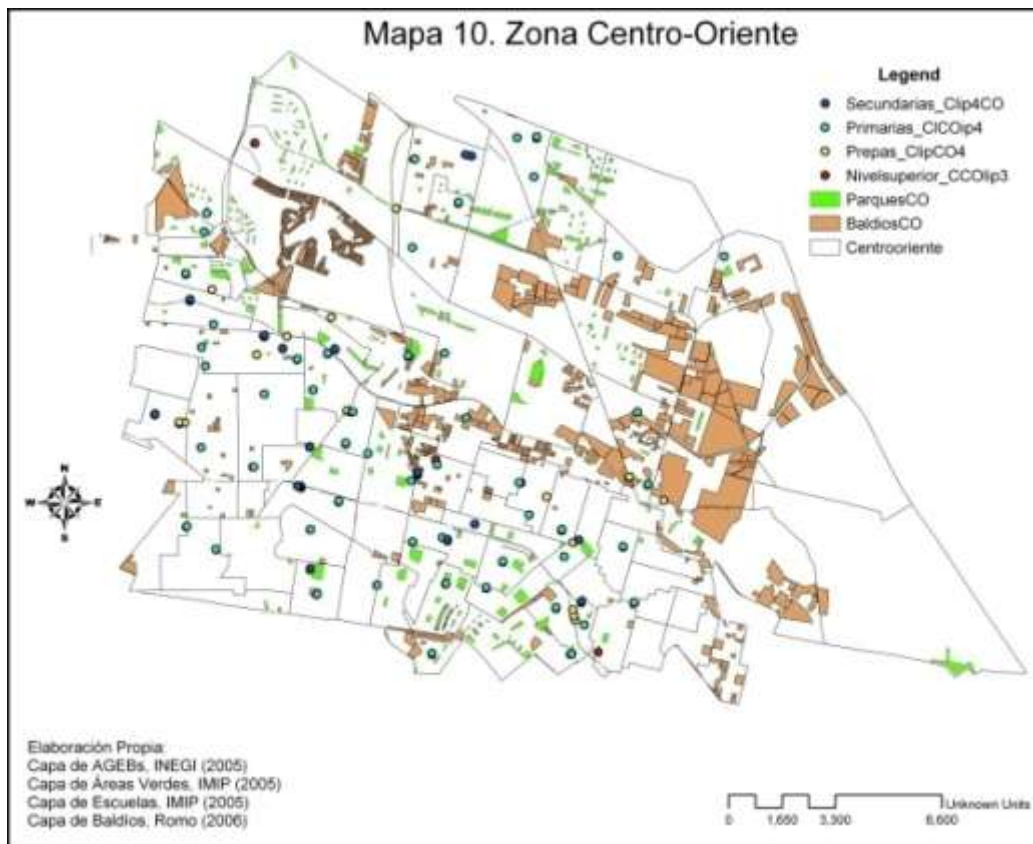 Mapa 10. Zona Centro-Oriente
Legend
Secundarias_Clip4CO
Primarias_ClCOip4
Prepas_ClipCO4
Nivelsuperior_CCOlip3
ParquesCO
BaldiosCO
Centrooriente
N
W E
S
Elaboración Propia
Capa de AGEBs, INEGI (2005)
Capa de Áreas Verdes, IMIP (2005)
Capa de Escuelas, IMIP (2005)
Capa de Baldíos, Romo (2006)
Unknown Units
0 1,650 3,300 6,600